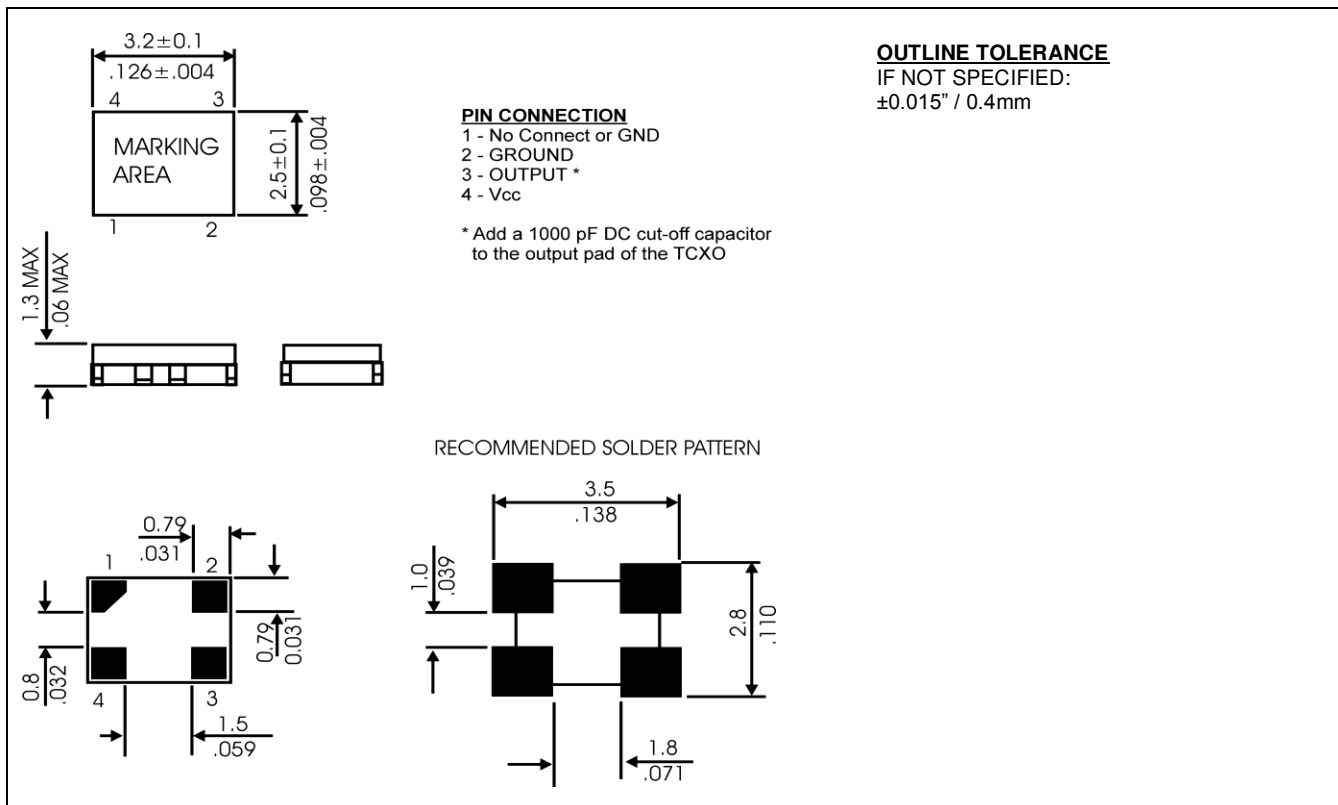 3.2±0.1
.126±.004
4 3
MARKING
AREA
1 2
2.5±0.1
.098±.004
PIN CONNECTION
1 - No Connect or GND
2 - GROUND
3 - OUTPUT *
4 - Vcc
* Add a 1000 pF DC cut-off capacitor
to the output pad of the TCXO
OUTLINE TOLERANCE
IF NOT SPECIFIED:
±0.015” / 0.4mm
1.3 MAX
.06 MAX
RECOMMENDED SOLDER PATTERN
0.79
.031
1 2
0.79
0.031
0.8
.032
4 3
1.5
.059
3.5
.138
1.0
.039
2.8
.110
1.8
.071